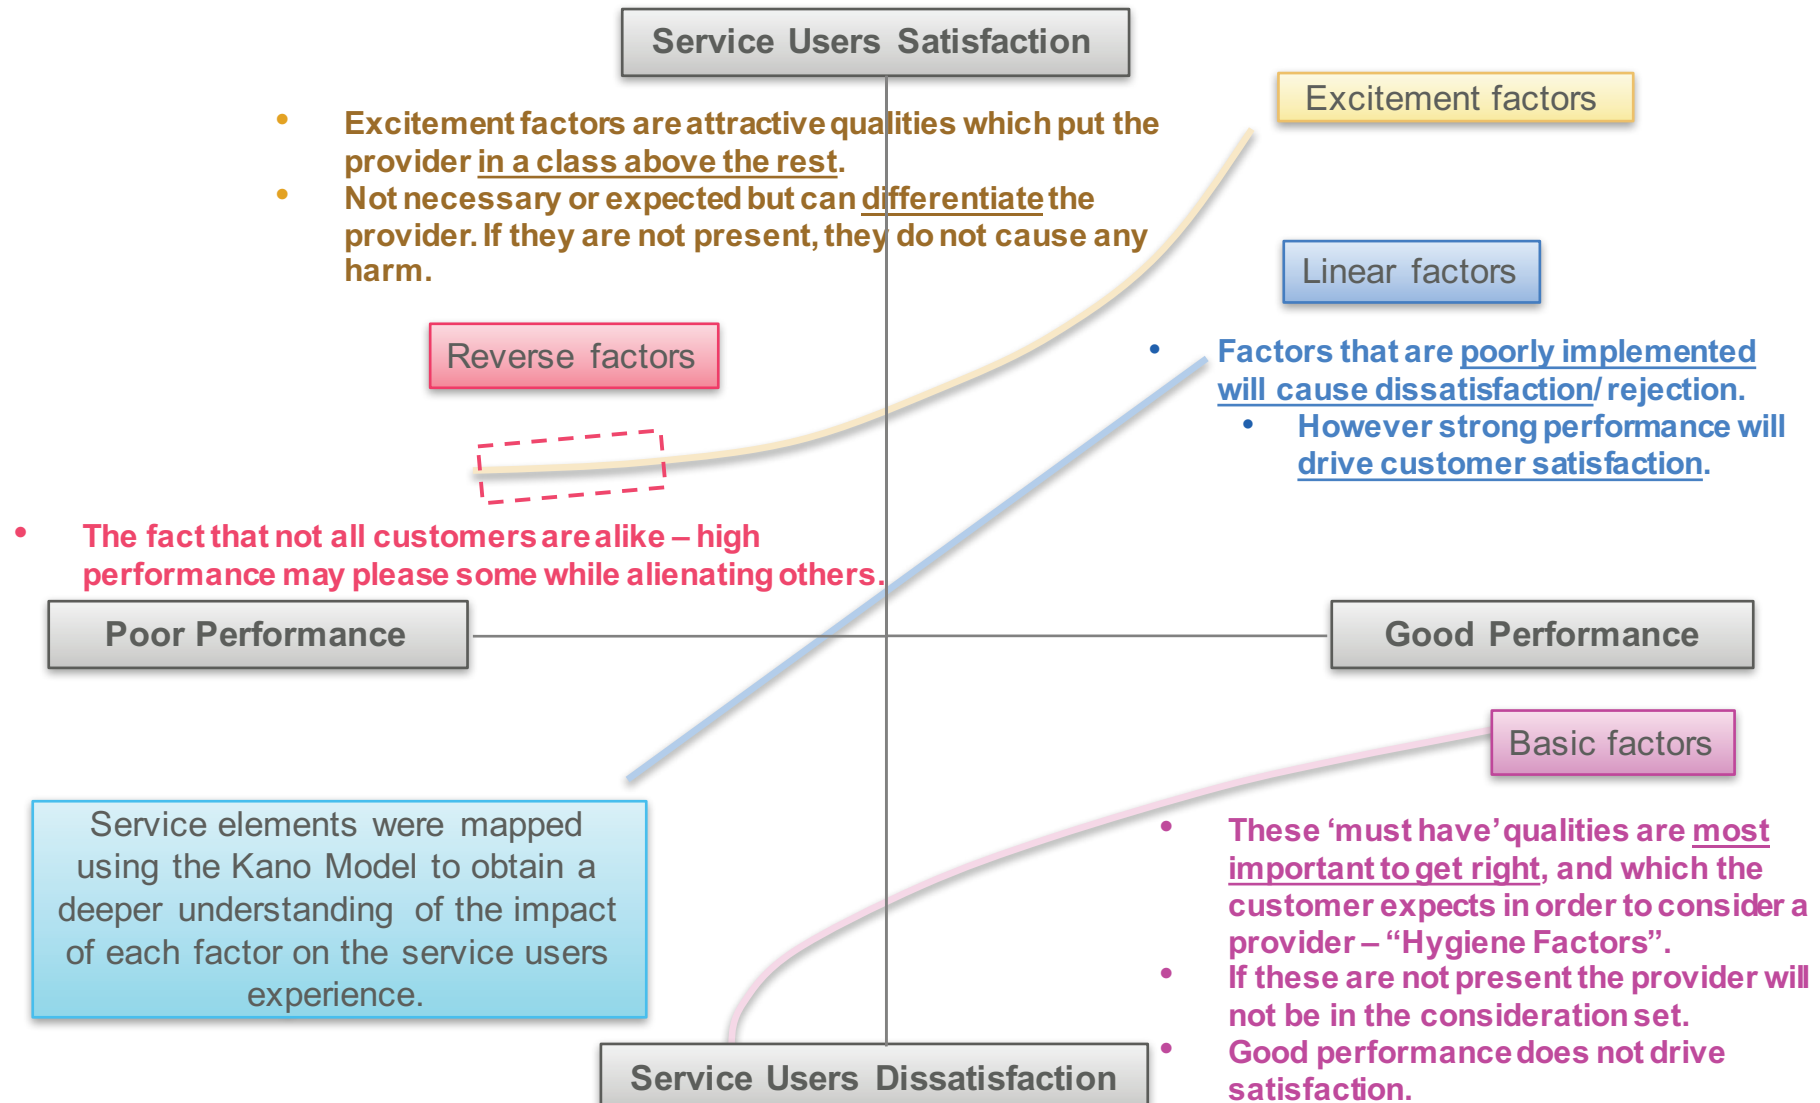 Service Users Satisfaction
Excitement factors
• Excitement factors are attractive qualities which put the
provider in a class above the rest.
• Not necessary or expected but can differentiate the
provider. If they are not present, they do not cause any
harm.
Linear factors
Reverse factors
• Factors that are poorly implemented
will cause dissatisfaction/ rejection.
• However strong performance will
drive customer satisfaction.
• The fact that not all customers are alike – high
performance may please some while alienating others.
Poor Performance
Good Performance
Basic factors
Service elements were mapped
using the Kano Model to obtain a
deeper understanding of the impact
of each factor on the service users
experience.
• These ‘must have’ qualities are most
important to get right, and which the
customer expects in order to consider a
provider – “Hygiene Factors”.
• If these are not present the provider will
not be in the consideration set.
• Good performance does not drive
satisfaction.
Service Users Dissatisfaction